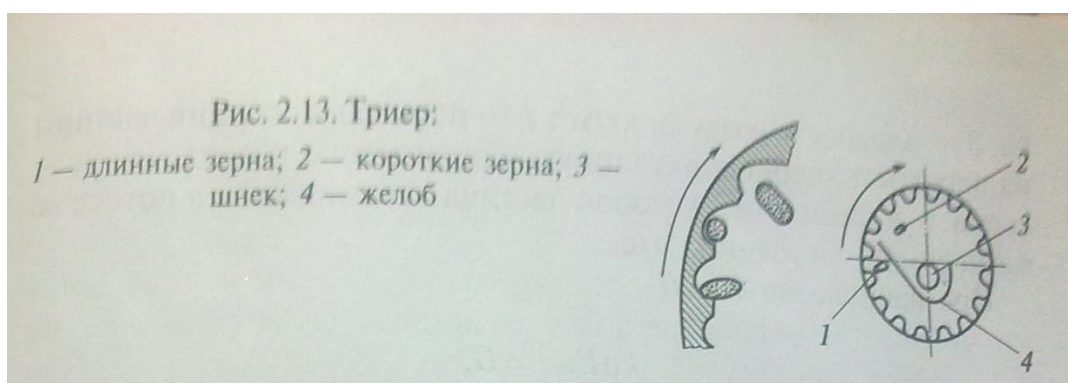 Рис. 2.13. Триер:
1 — длинные зерна; 2 — короткие зерна; 3 —
шнек; 4 — желоб
2
3
1
4